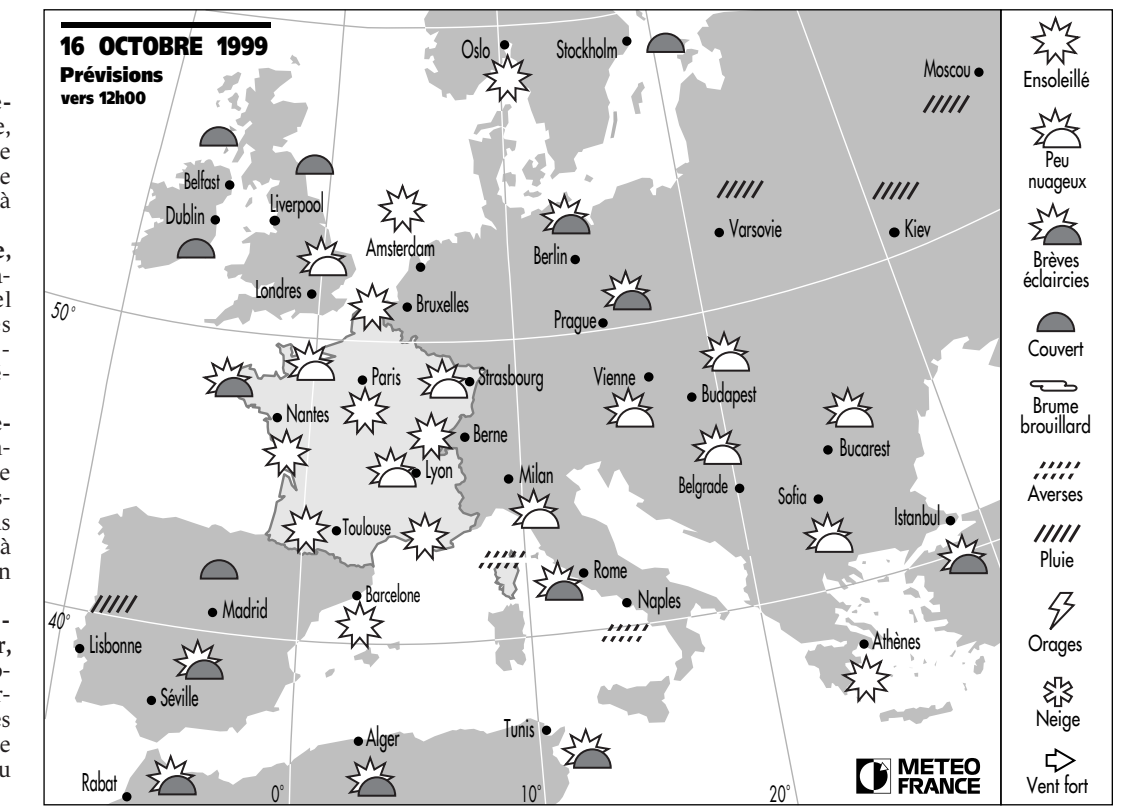 16 OCTOBRE 1999
Prévisions
vers 12h00
Oslo
Stockholm
Moscou
Belfast
Dublin
Liverpool
Amsterdam
Berlin
Varsovie
Kiev
Londres
Bruxelles
50°
Prague
Paris
Strasbourg
Vienne
Budapest
Nantes
Berne
Bucarest
Lyon
Milan
Belgrade
Sofia
Istanbul
Toulouse
Rome
Barcelone
Naples
Madrid
40°
Lisbonne
Athènes
Séville
Tunis
Alger
Rabat
0°
10°
20°
METEO
FRANCE
Ensoleillé
Peu
nuageux
Brèves
éclaircies
Couvert
Brume
brouillard
Averses
Pluie
Orages
Neige
Vent fort